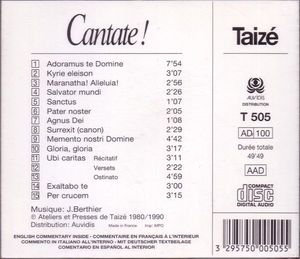 Cantate !
Taizé
1 Adoramus te Domine 7'54
2 Kyrie eleison 3'07
3 Maranatha! Alleluia! 2'56
4 Salvator mundi 2'26
5 Sanctus 1'07
6 Pater noster 2'05
7 Agnus Dei 1'08
8 Surrexit (canon) 2'29
9 Memento nostri Domine 4'42
10 Gloria, gloria 3'17
11 Ubi caritas Récitatif 3'11
12 Versets 2'22
13 Ostinato 4'59
14 Exaltabo te 3'00
15 Per crucem 3'15
AUVIDIS
DISTRIBUTION
T 505
AD 100
Durée totale
49'49
AAD
COMPACT
disc
DIGITAL AUDIO
Musique: J.Berthier
℗ Ateliers et Presses de Taizé 1980/1990
Distribution: Auvidis
Made in France
Imp. MPO
ENGLISH COMMENTARY INSIDE - COMMENTAIRE EN FRANÇAIS À L'INTÉRIEUR
COMMENTO IN ITALIANO ALL'INTERNO - MIT DEUTSCHER TEXTBEILAGE
COMENTARIO EN ESPAÑOL AL INTERIOR
3 295750 005055